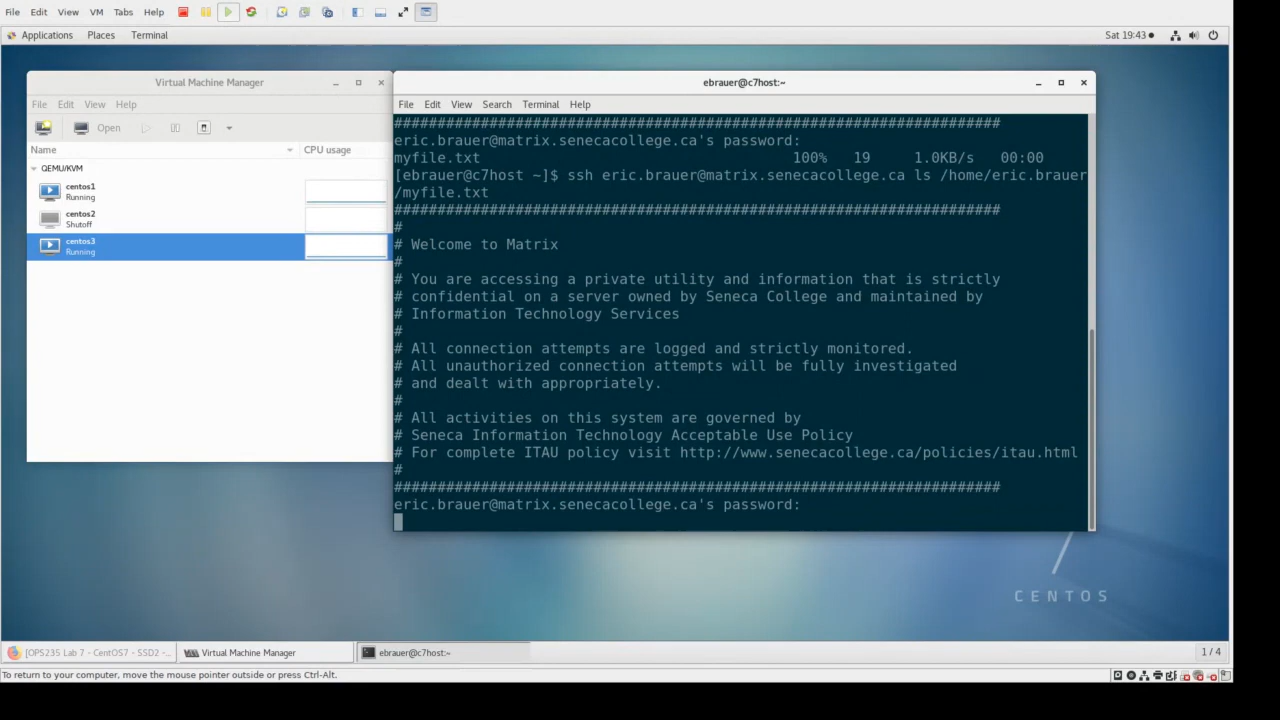 File Edit View VM Tabs Help
Applications Places Terminal Sat 19:43
Virtual Machine Manager
File Edit View Help
Open
Name CPU usage
QEMU/KVM
centos1
Running
centos2
Shutoff
centos3
Running
ebrauer@c7host:~
File Edit View Search Terminal Help
######################################################################
eric.brauer@matrix.senecacollege.ca's password:
myfile.txt 100% 19 1.0KB/s 00:00
[ebrauer@c7host ~]$ ssh eric.brauer@matrix.senecacollege.ca ls /home/eric.brauer
/myfile.txt
######################################################################
#
# Welcome to Matrix
#
# You are accessing a private utility and information that is strictly
# confidential on a server owned by Seneca College and maintained by
# Information Technology Services
#
# All connection attempts are logged and strictly monitored.
# All unauthorized connection attempts will be fully investigated
# and dealt with appropriately.
#
# All activities on this system are governed by
# Seneca Information Technology Acceptable Use Policy
# For complete ITAU policy visit http://www.senecacollege.ca/policies/itau.html
#
######################################################################
eric.brauer@matrix.senecacollege.ca's password:
7
CENTOS
[OPS235 Lab 7 - CentOS7 - SSD2 -... Virtual Machine Manager ebrauer@c7host:~ 1 / 4
To return to your computer, move the mouse pointer outside or press Ctrl-Alt.